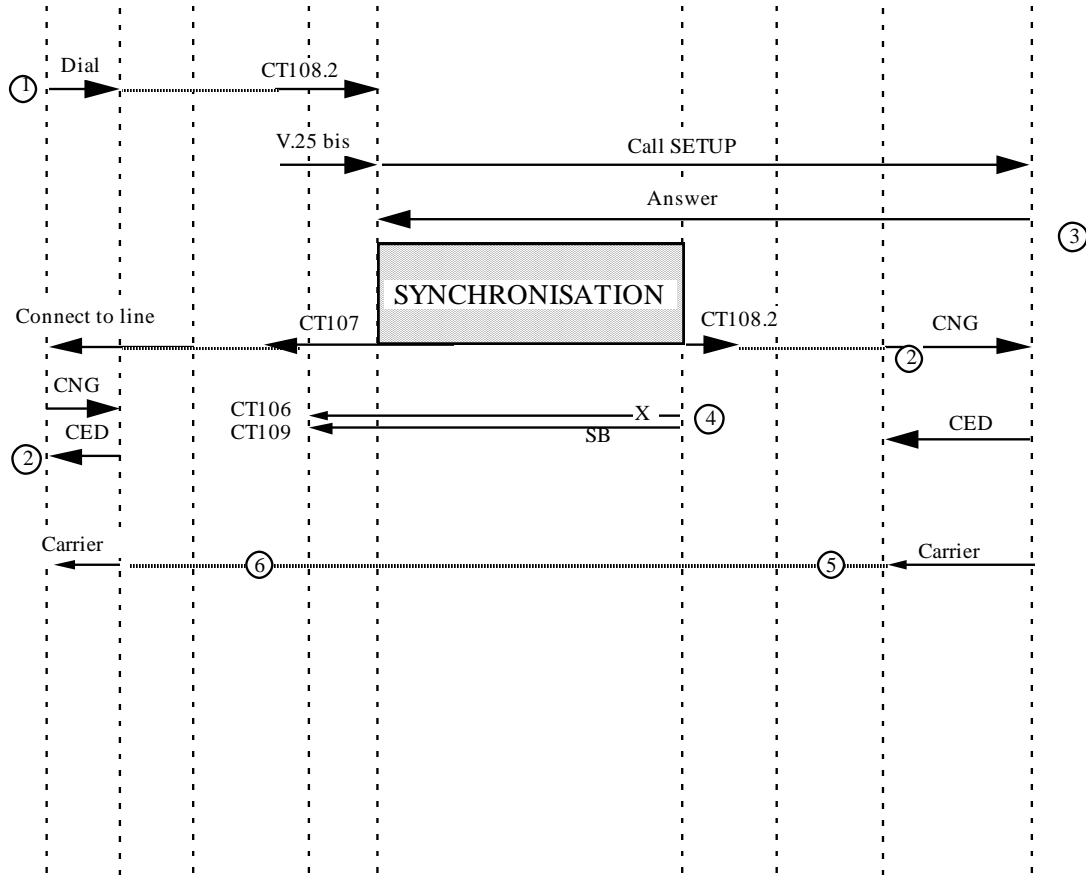 Dial
CT108.2
1
V.25 bis
Call SETUP
Answer
3
SYNCHRONISATION
Connect to line
CT107
CT108.2
CNG
2
CNG
CT106
X
4
CT109
SB
CED
CED
2
Carrier
6
5
Carrier